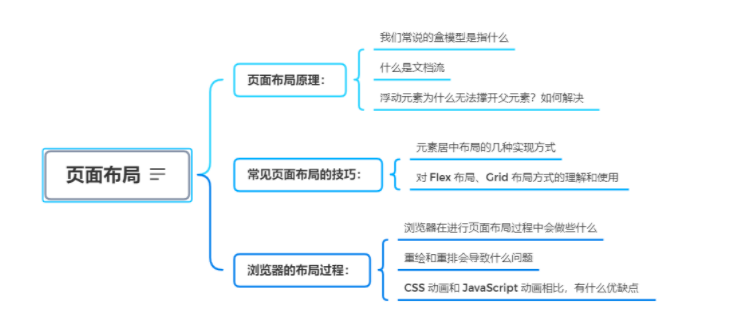 页面布局
页面布局原理：
我们常说的盒模型是指什么
什么是文档流
浮动元素为什么无法撑开父元素？如何解决
常见页面布局的技巧：
元素居中布局的几种实现方式
对 Flex 布局、Grid 布局方式的理解和使用
浏览器的布局过程：
浏览器在进行页面布局过程中会做些什么
重绘和重排会导致什么问题
CSS 动画和 JavaScript 动画相比，有什么优缺点